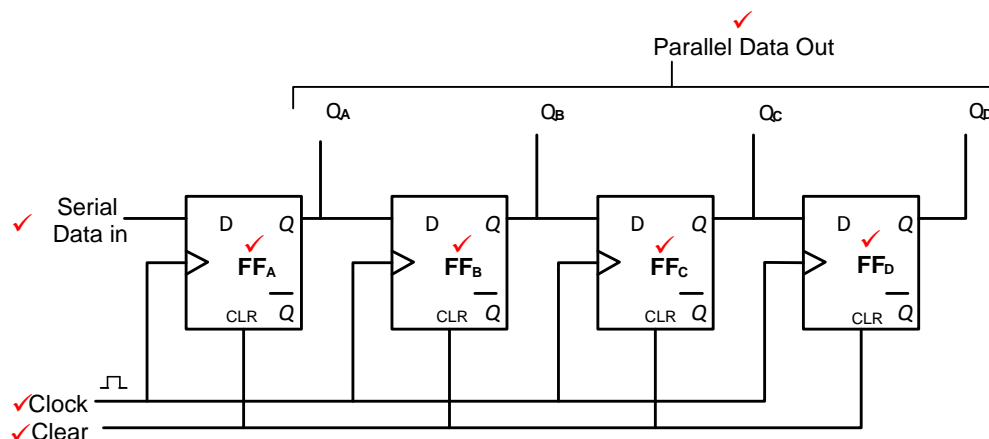 Parallel Data Out
QA QB QC QD
Serial
Data in
D Q D Q D Q D Q
FFA FFB FFC FFD
CLR Q CLR Q CLR Q CLR Q
Clock
Clear